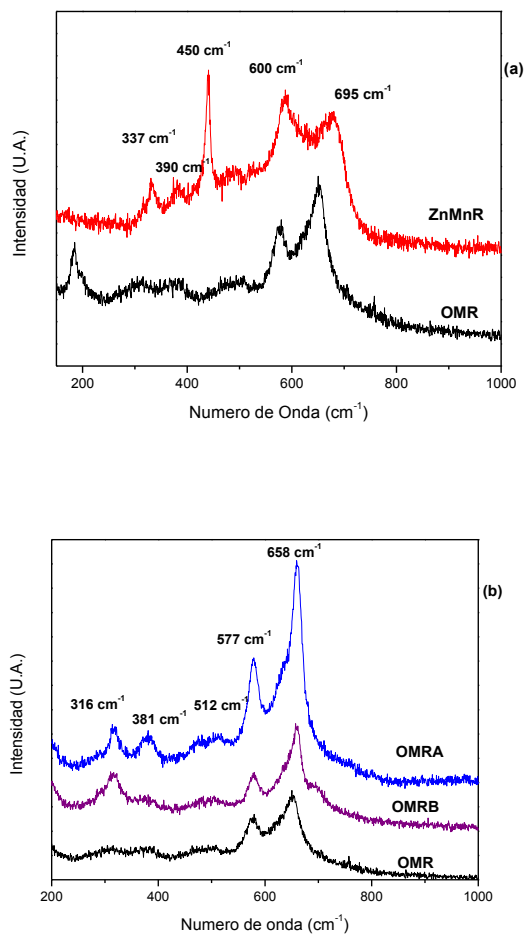 450 cm-1
600 cm-1
(a)
695 cm-1
337 cm-1
390 cm-1
ZnMnR
OMR
Intensidad (U.A.)
200 400 600 800 1000
Numero de Onda (cm-1)
658 cm-1
(b)
577 cm-1
316 cm-1
381 cm-1
512 cm-1
OMRA
OMRB
OMR
Intensidad (U.A.)
200 400 600 800 1000
Numero de onda (cm-1)